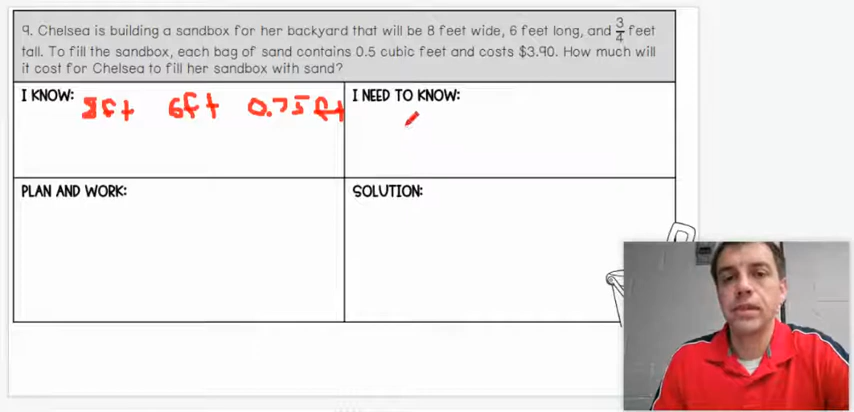 9. Chelsea is building a sandbox for her backyard that will be 8 feet wide, 6 feet long, and 3/4 feet
tall. To fill the sandbox, each bag of sand contains 0.5 cubic feet and costs $3.90. How much will
it cost for Chelsea to fill her sandbox with sand?
I KNOW: 8ft 6ft 0.75ft
I NEED TO KNOW:
PLAN AND WORK:
SOLUTION: